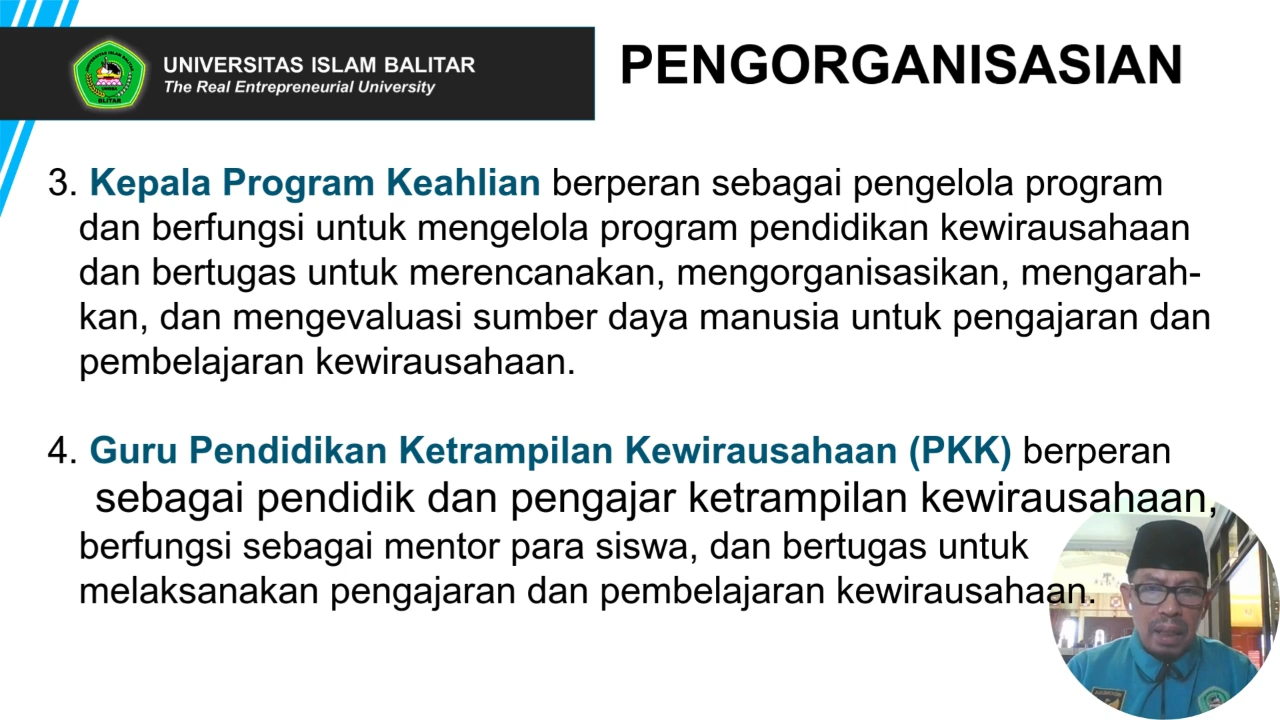 UNIVERSITAS ISLAM BALITAR
The Real Entrepreneurial University
PENGORGANISASIAN
3. Kepala Program Keahlian berperan sebagai pengelola program
dan berfungsi untuk mengelola program pendidikan kewirausahaan
dan bertugas untuk merencanakan, mengorganisasikan, mengarah-
kan, dan mengevaluasi sumber daya manusia untuk pengajaran dan
pembelajaran kewirausahaan.
4. Guru Pendidikan Ketrampilan Kewirausahaan (PKK) berperan
sebagai pendidik dan pengajar ketrampilan kewirausahaan,
berfungsi sebagai mentor para siswa, dan bertugas untuk
melaksanakan pengajaran dan pembelajaran kewirausahaan.
BLITAR